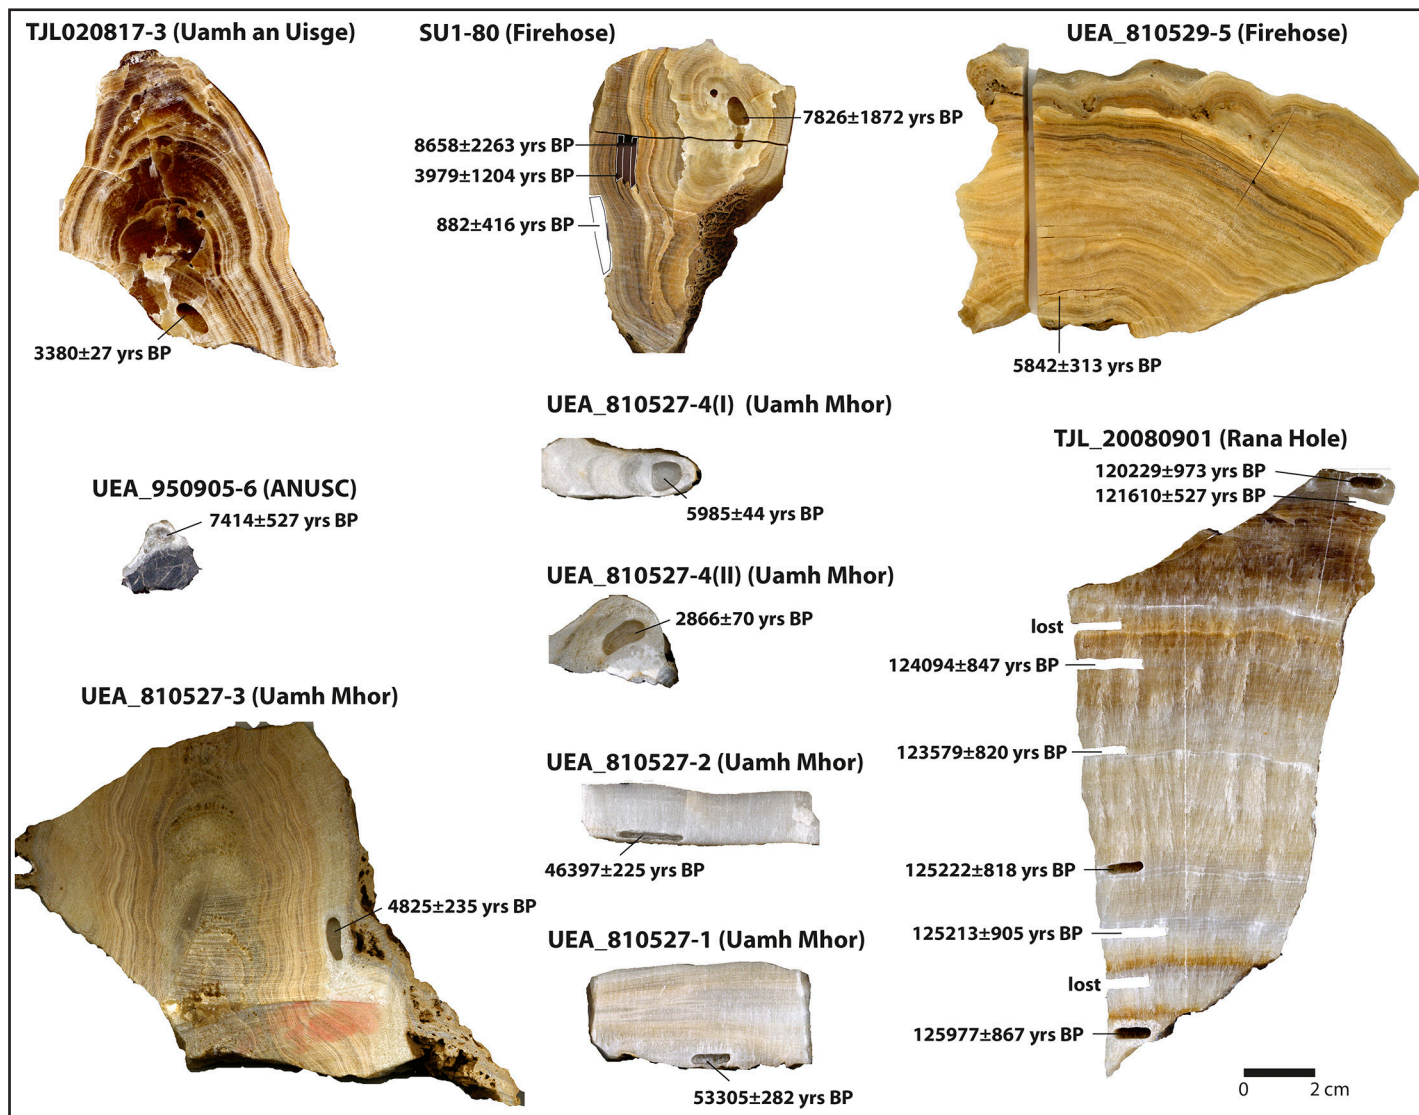 TJL020817-3 (Uamh an Uisge)
3380±27 yrs BP
SU1-80 (Firehose)
7826±1872 yrs BP
8658±2263 yrs BP
3979±1204 yrs BP
882±416 yrs BP
UEA_810529-5 (Firehose)
5842±313 yrs BP
UEA_950905-6 (ANUSC)
7414±527 yrs BP
UEA_810527-4(I) (Uamh Mhor)
5985±44 yrs BP
UEA_810527-4(II) (Uamh Mhor)
2866±70 yrs BP
UEA_810527-3 (Uamh Mhor)
4825±235 yrs BP
UEA_810527-2 (Uamh Mhor)
46397±225 yrs BP
UEA_810527-1 (Uamh Mhor)
53305±282 yrs BP
TJL_20080901 (Rana Hole)
120229±973 yrs BP
121610±527 yrs BP
lost
124094±847 yrs BP
123579±820 yrs BP
125222±818 yrs BP
125213±905 yrs BP
lost
125977±867 yrs BP
0 2 cm